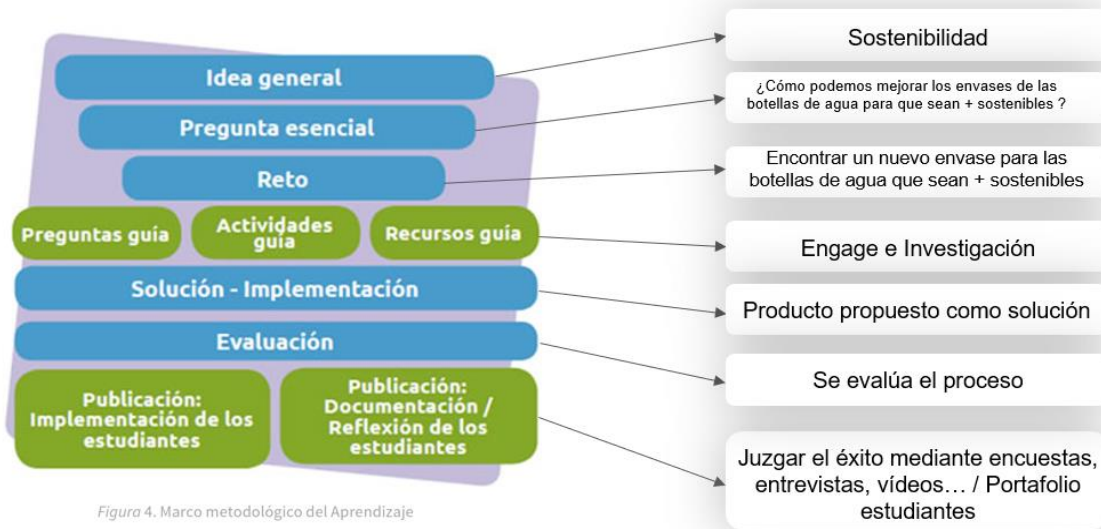 Idea general
Pregunta esencial
Reto
Preguntas guía
Actividades
guía
Recursos guía
Solución - Implementación
Evaluación
Publicación:
Implementación de los
estudiantes
Publicación:
Documentación /
Reflexión de los
estudiantes
Figura 4. Marco metodológico del Aprendizaje
Sostenibilidad
¿Cómo podemos mejorar los envases de las
botellas de agua para que sean + sostenibles ?
Encontrar un nuevo envase para las
botellas de agua que sean + sostenibles
Engage e Investigación
Producto propuesto como solución
Se evalúa el proceso
Juzgar el éxito mediante encuestas,
entrevistas, vídeos… / Portafolio
estudiantes